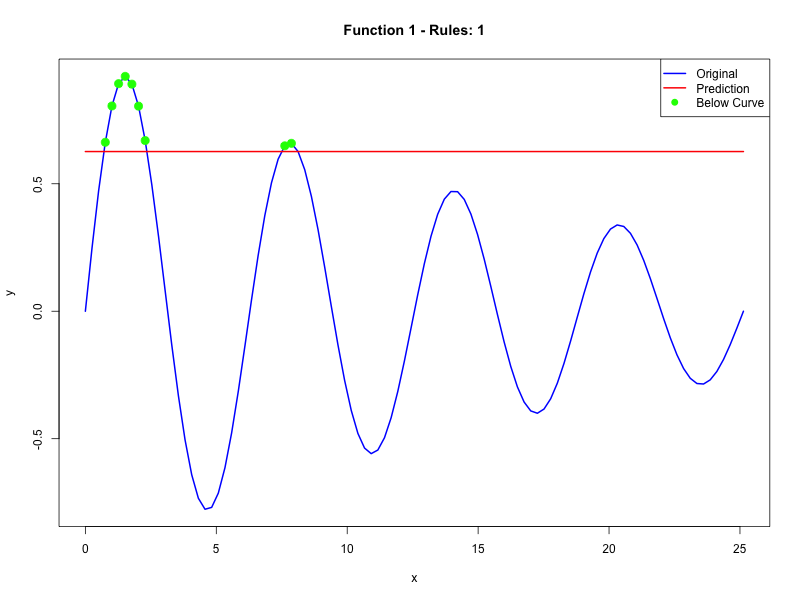 Function 1 - Rules: 1
Original
Prediction
Below Curve
0.5
0.0
-0.5
y
0 5 10 15 20 25
x